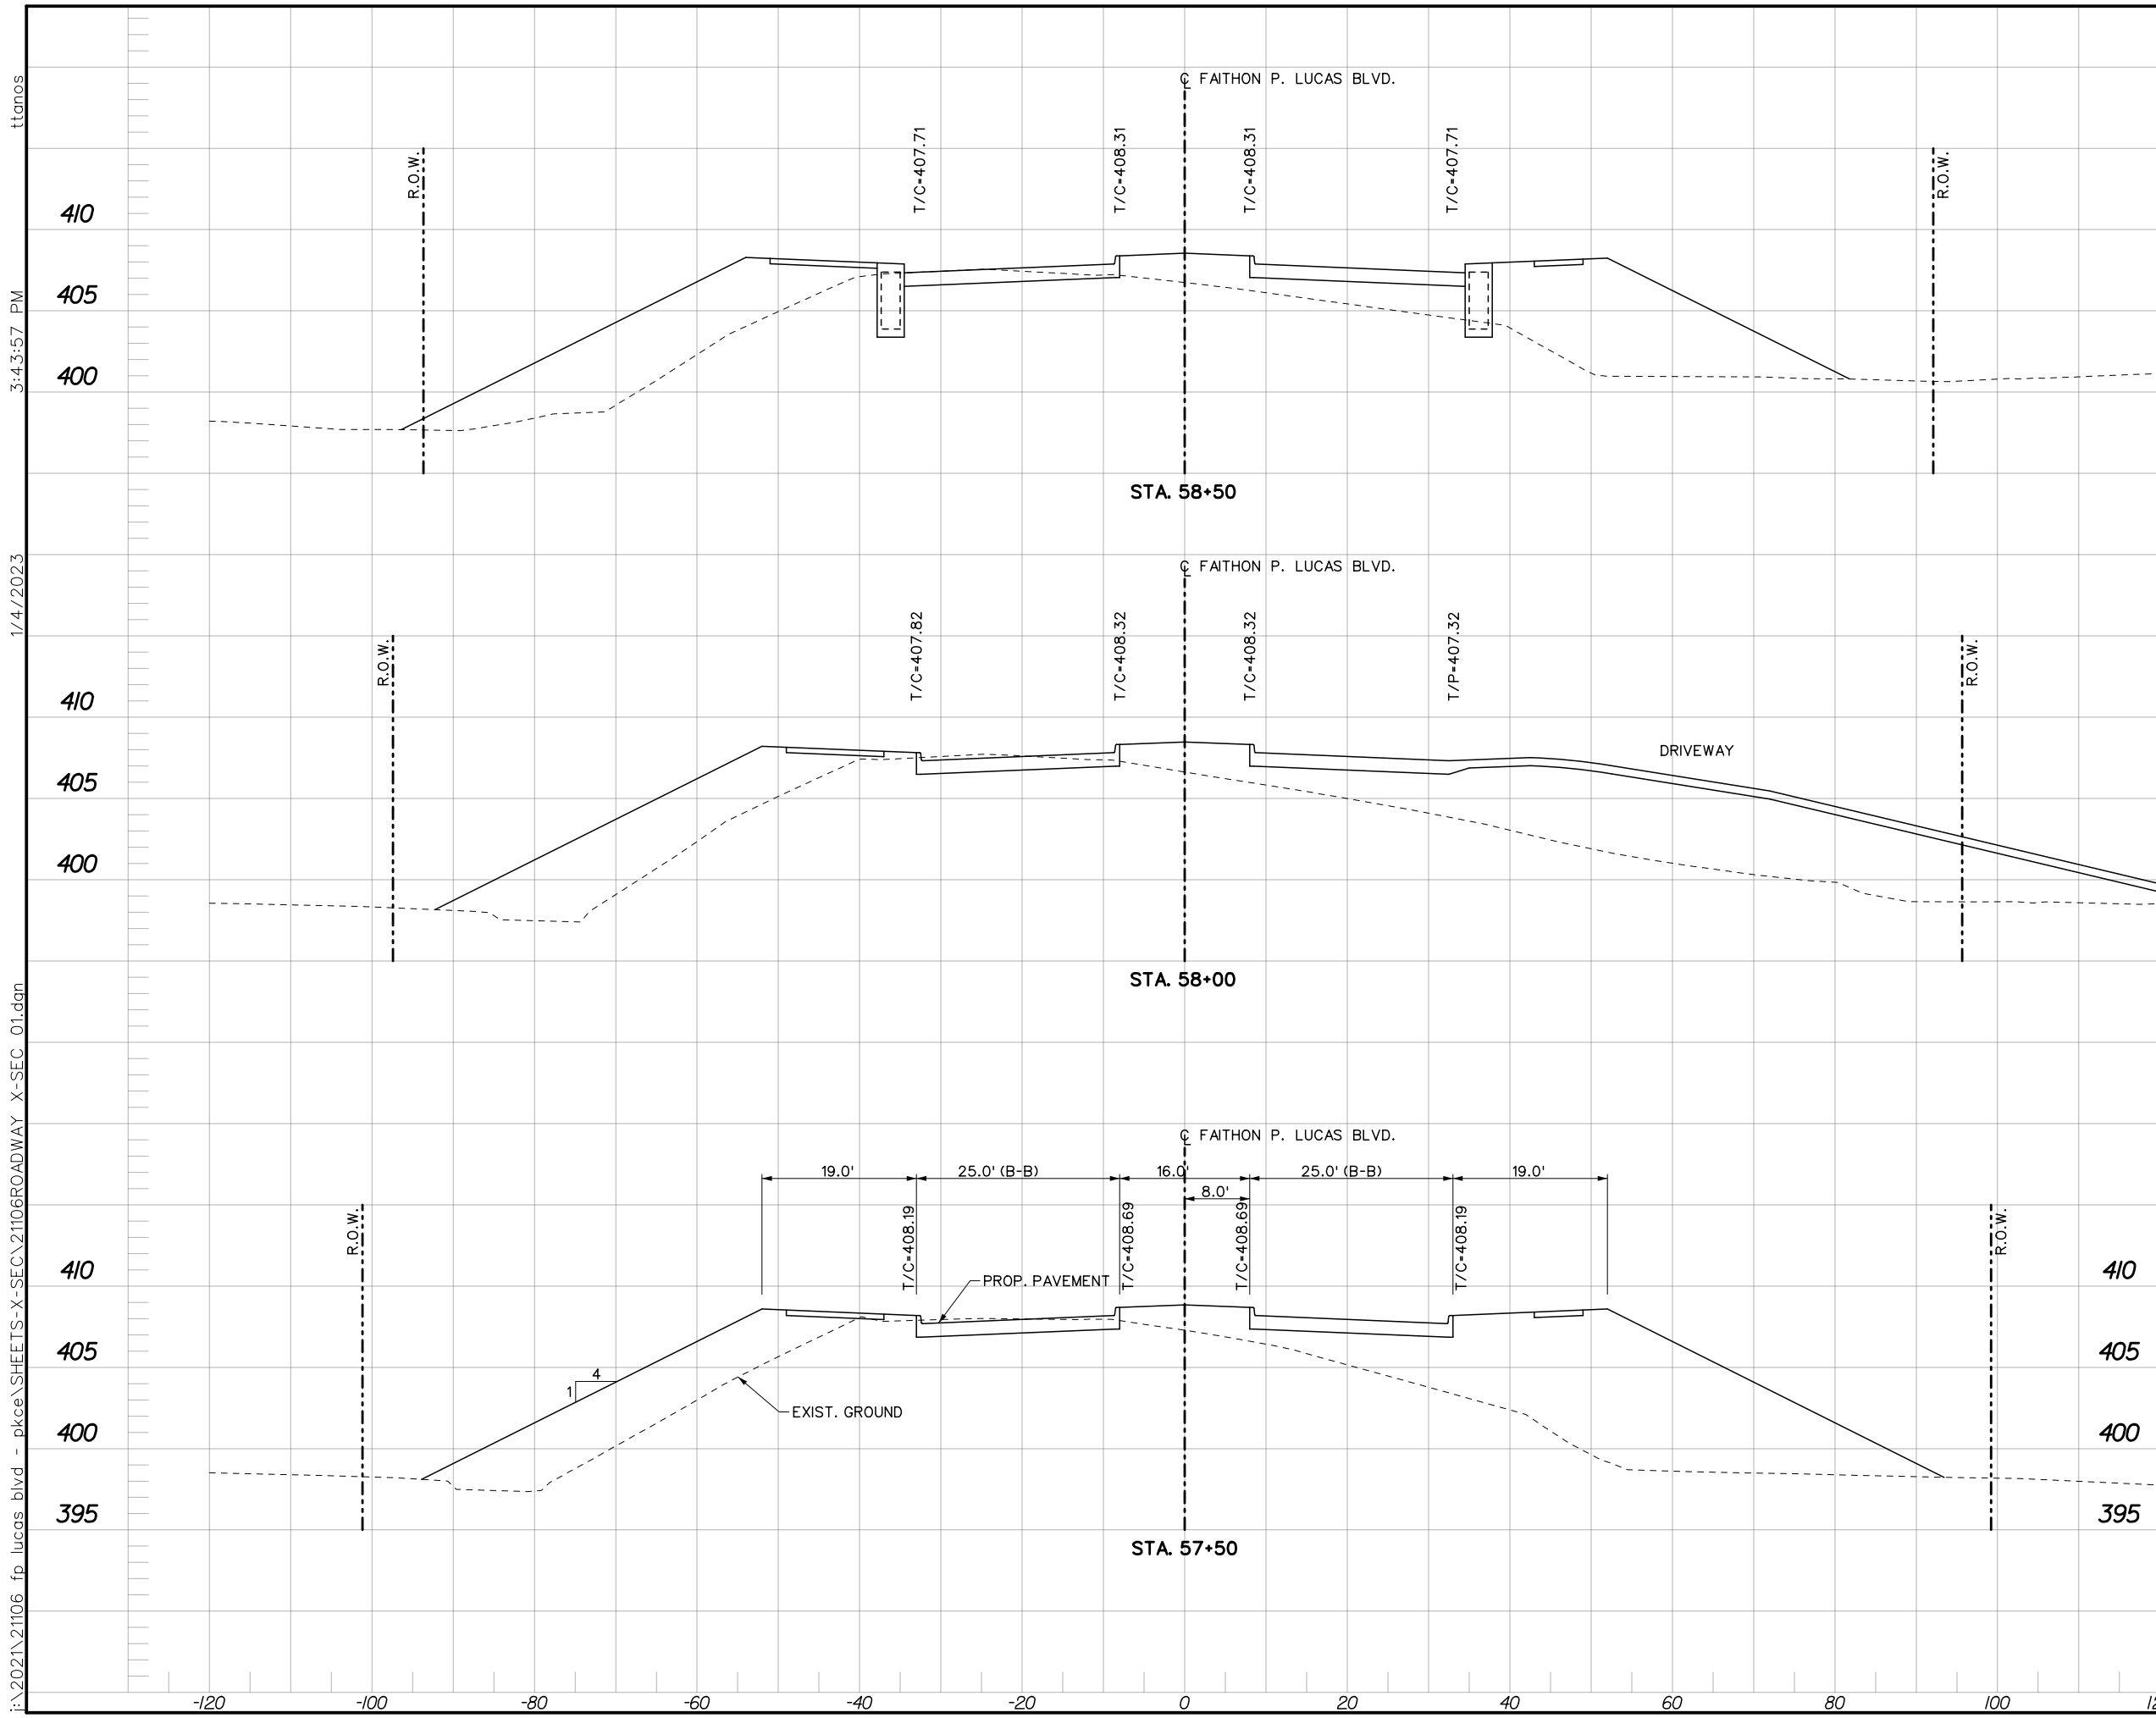 ℄ FAITHON P. LUCAS BLVD.
R.O.W.
T/C=407.71
T/C=408.31
T/C=408.31
T/C=407.71
R.O.W.
410
405
400
STA. 58+50
℄ FAITHON P. LUCAS BLVD.
R.O.W.
T/C=407.82
T/C=408.32
T/C=408.32
T/P=407.32
R.O.W.
410
DRIVEWAY
405
400
STA. 58+00
℄ FAITHON P. LUCAS BLVD.
19.0'
25.0' (B-B)
16.0'
25.0' (B-B)
19.0'
8.0'
R.O.W.
T/C=408.19
T/C=408.69
T/C=408.69
T/C=408.19
R.O.W.
410
410
PROP. PAVEMENT
405
405
4
1
EXIST. GROUND
400
400
395
395
STA. 57+50
-120 -100 -80 -60 -40 -20 0 20 40 60 80 100
ttanos
3:43:57 PM
1/4/2023
j:\2021\21106 fp lucas blvd - pkce\SHEETS-X-SEC\21106ROADWAY X-SEC 01.dgn